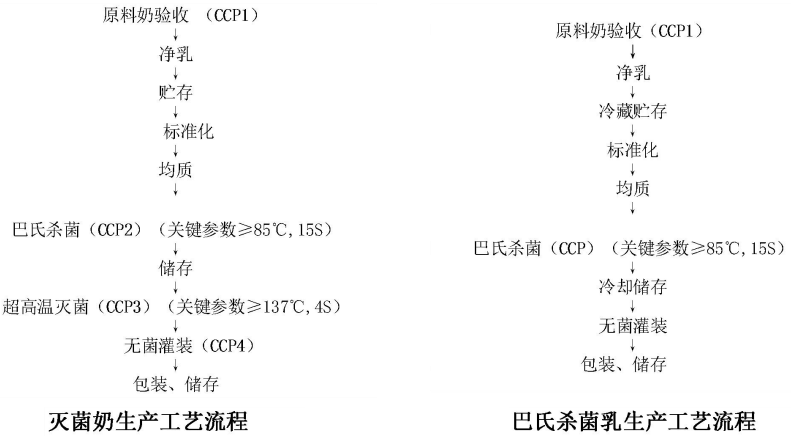 原料奶验收 （CCP1）
↓
净乳
↓
贮存
↓
标准化
↓
均质
↓
巴氏杀菌（CCP2）（关键参数≥85℃,15S）
↓
储存
↓
超高温灭菌（CCP3）（关键参数≥137℃,4S）
↓
无菌灌装（CCP4）
↓
包装、储存
灭菌奶生产工艺流程
原料奶验收（CCP1）
↓
净乳
↓
冷藏贮存
↓
标准化
↓
均质
↓
巴氏杀菌（CCP）（关键参数≥85℃,15S）
↓
冷却储存
↓
无菌灌装
↓
包装、储存
巴氏杀菌乳生产工艺流程